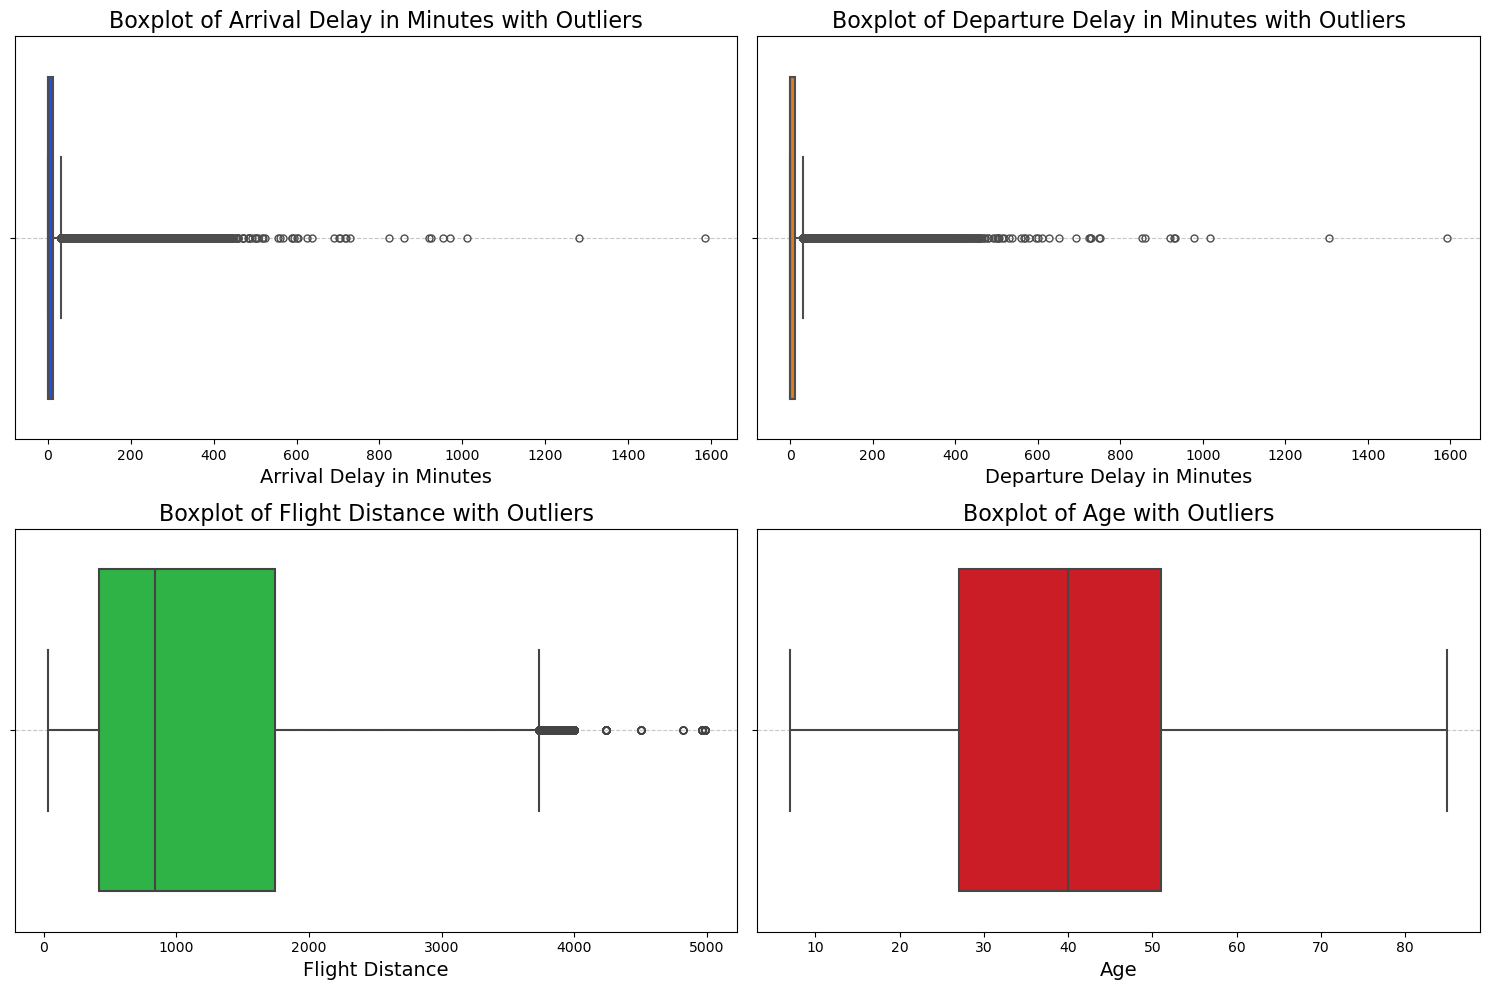 Boxplot of Arrival Delay in Minutes with Outliers
0 200 400 600 800 1000 1200 1400 1600
Arrival Delay in Minutes
Boxplot of Departure Delay in Minutes with Outliers
0 200 400 600 800 1000 1200 1400 1600
Departure Delay in Minutes
Boxplot of Flight Distance with Outliers
0 1000 2000 3000 4000 5000
Flight Distance
Boxplot of Age with Outliers
10 20 30 40 50 60 70 80
Age